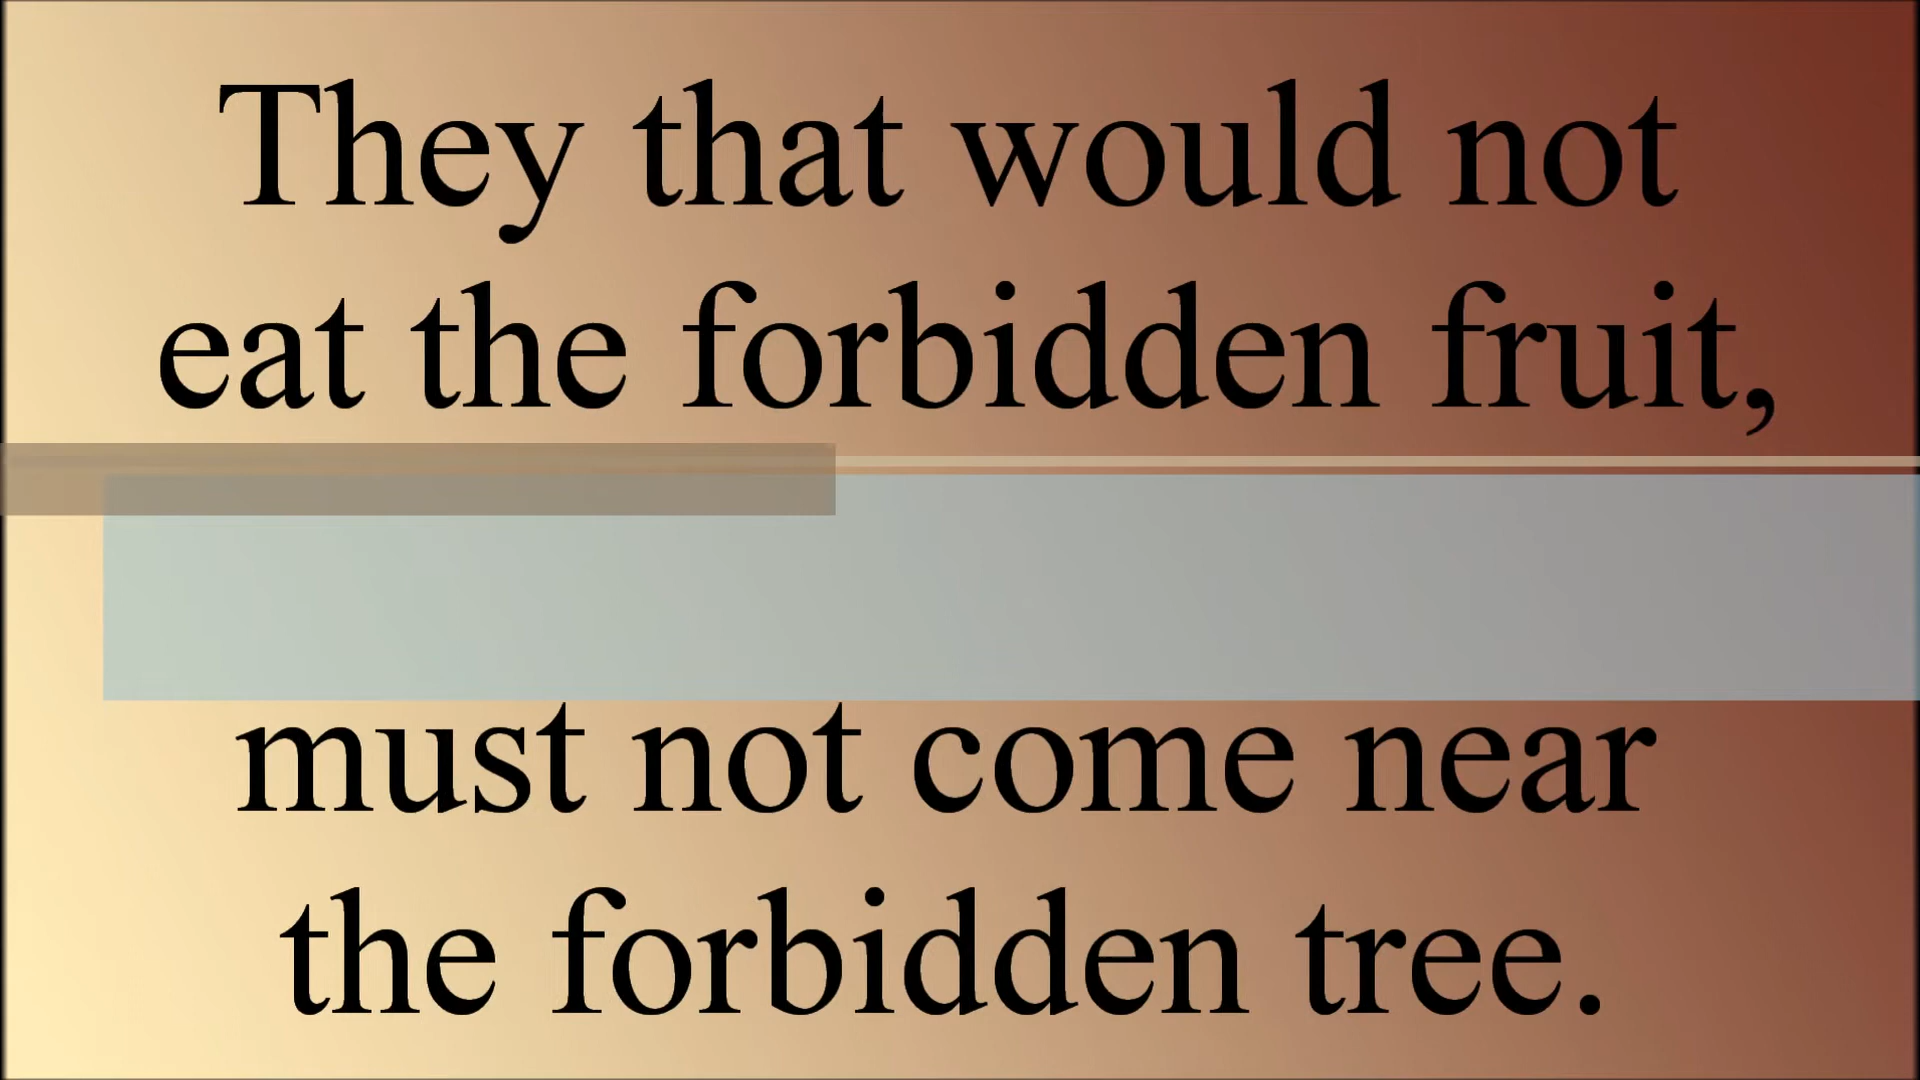 They that would not
eat the forbidden fruit,
must not come near
the forbidden tree.